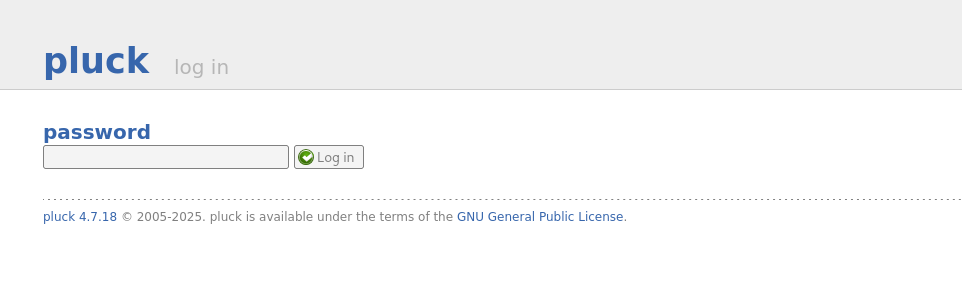 pluck log in
password
Log in
pluck 4.7.18 © 2005-2025. pluck is available under the terms of the GNU General Public License.